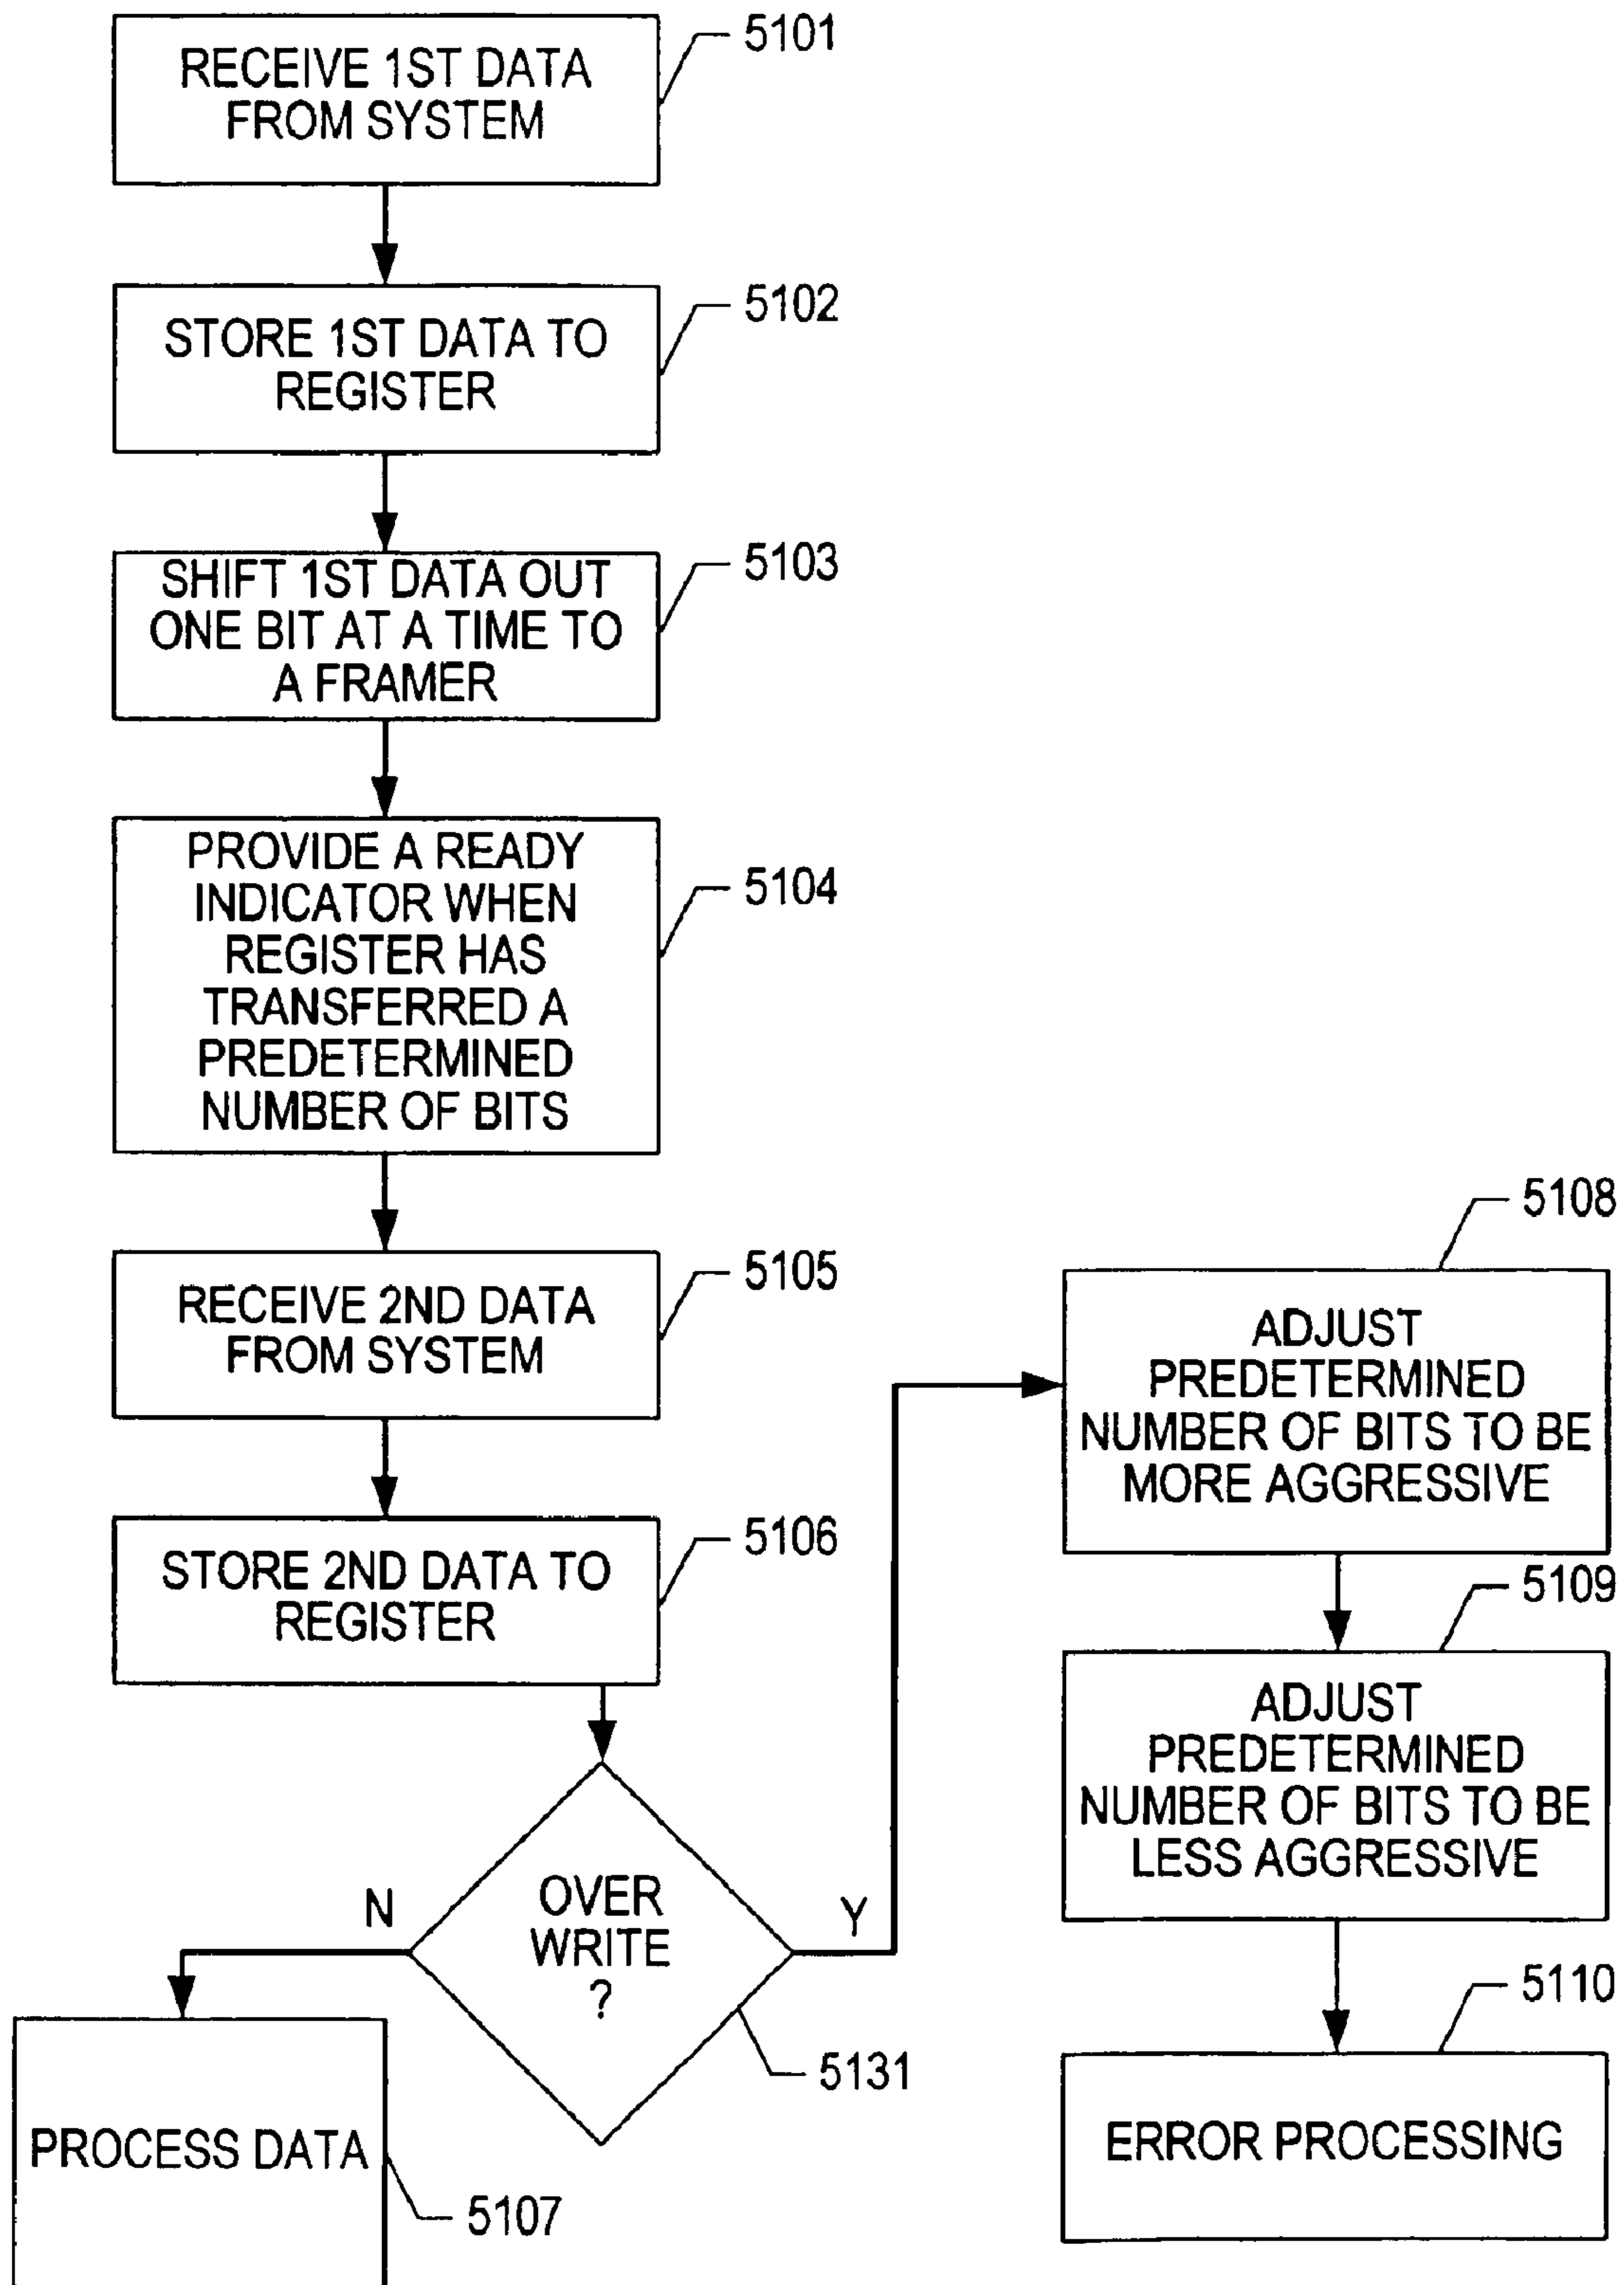 RECEIVE 1ST DATA
FROM SYSTEM
5101
STORE 1ST DATA TO
REGISTER
5102
SHIFT 1ST DATA OUT
ONE BIT AT A TIME TO
A FRAMER
5103
PROVIDE A READY
INDICATOR WHEN
REGISTER HAS
TRANSFERRED A
PREDETERMINED
NUMBER OF BITS
5104
RECEIVE 2ND DATA
FROM SYSTEM
5105
STORE 2ND DATA TO
REGISTER
5106
OVER
WRITE
?
5131
N
Y
PROCESS DATA
5107
5108
ADJUST
PREDETERMINED
NUMBER OF BITS TO BE
MORE AGGRESSIVE
5109
ADJUST
PREDETERMINED
NUMBER OF BITS TO BE
LESS AGGRESSIVE
5110
ERROR PROCESSING